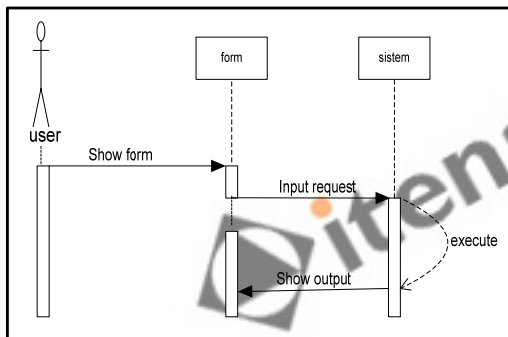 form
sistem
user
Show form
Input request
execute
Show output